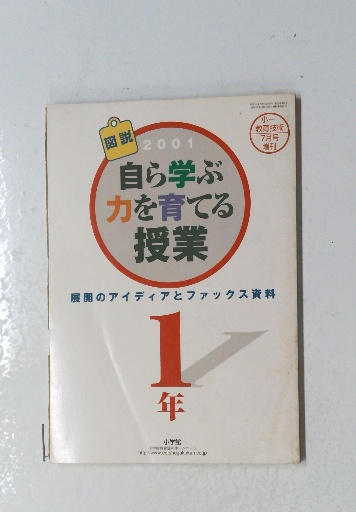 小一
教育技術
7月号
増刊
図説
2001
自ら学ぶ
力を育てる
授業
展開のアイディアとファックス資料
1
年
小学館